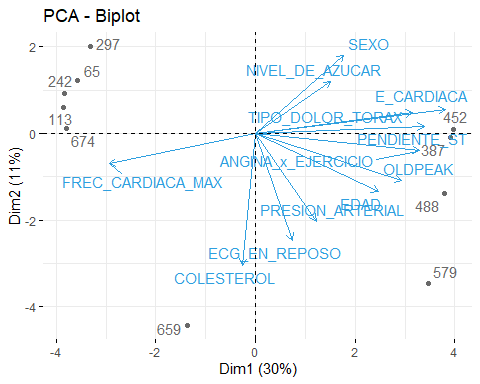 PCA - Biplot
SEXO
297
NIVEL_DE_AZUCAR
65
242
E_CARDIACA
113
TIPO_DOLOR_TORAX
452
674
PENDIENTE_ST
387
ANGINA_x_EJERCICIO
OLDPEAK
FREC_CARDIACA_MAX
EDAD
488
PRESION_ARTERIAL
ECG_EN_REPOSO
COLESTEROL
579
659
2
0
-2
-4
Dim2 (11%)
-4
-2
0
2
4
Dim1 (30%)